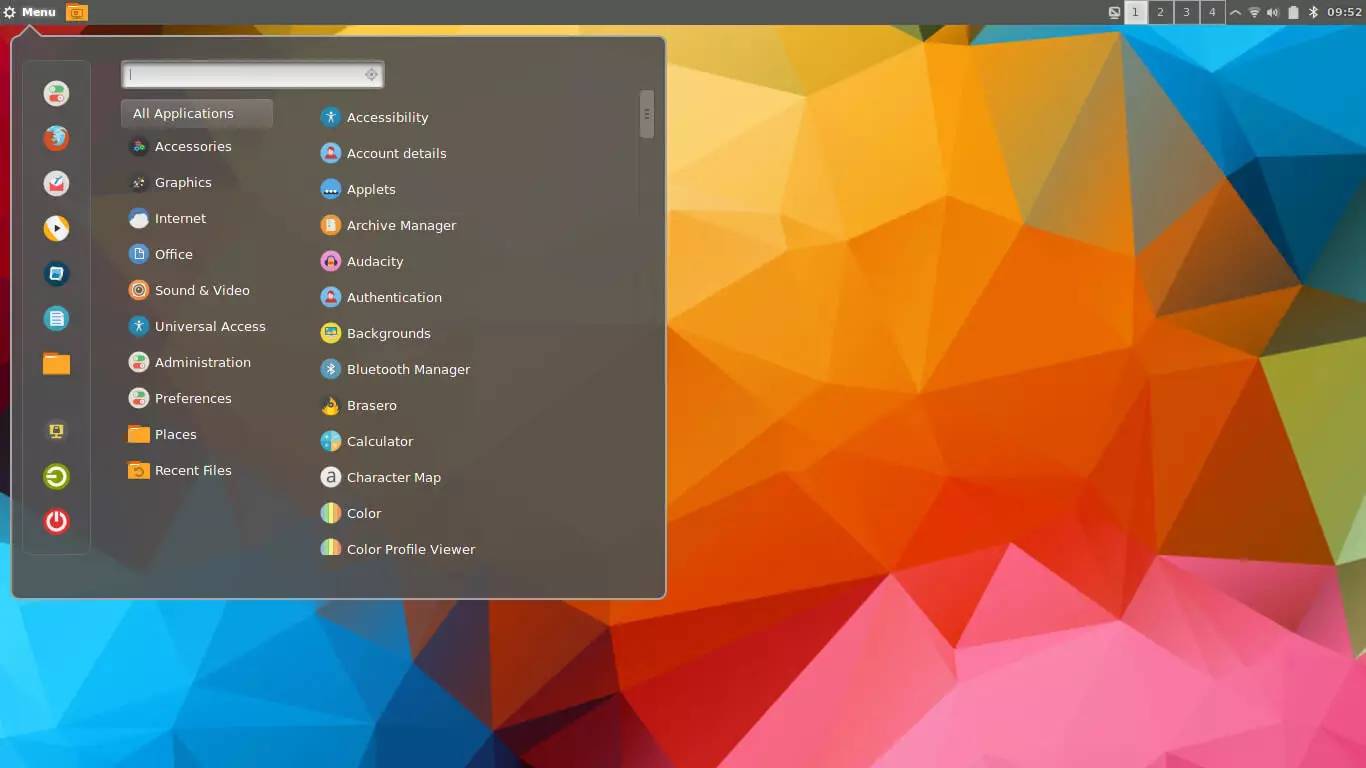 Menu
1 2 3 4 09:52
All Applications
Accessories
Graphics
Internet
Office
Sound & Video
Universal Access
Administration
Preferences
Places
Recent Files
Accessibility
Account details
Applets
Archive Manager
Audacity
Authentication
Backgrounds
Bluetooth Manager
Brasero
Calculator
a Character Map
Color
Color Profile Viewer